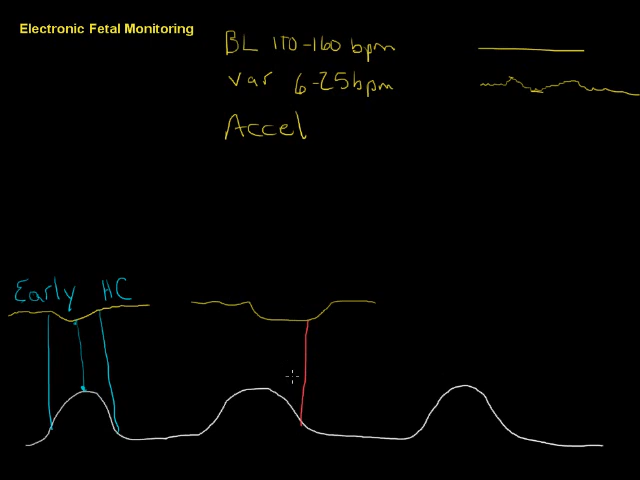 Electronic Fetal Monitoring
BL 110-160 bpm
Var 6-25bpm
Accel
Early HC